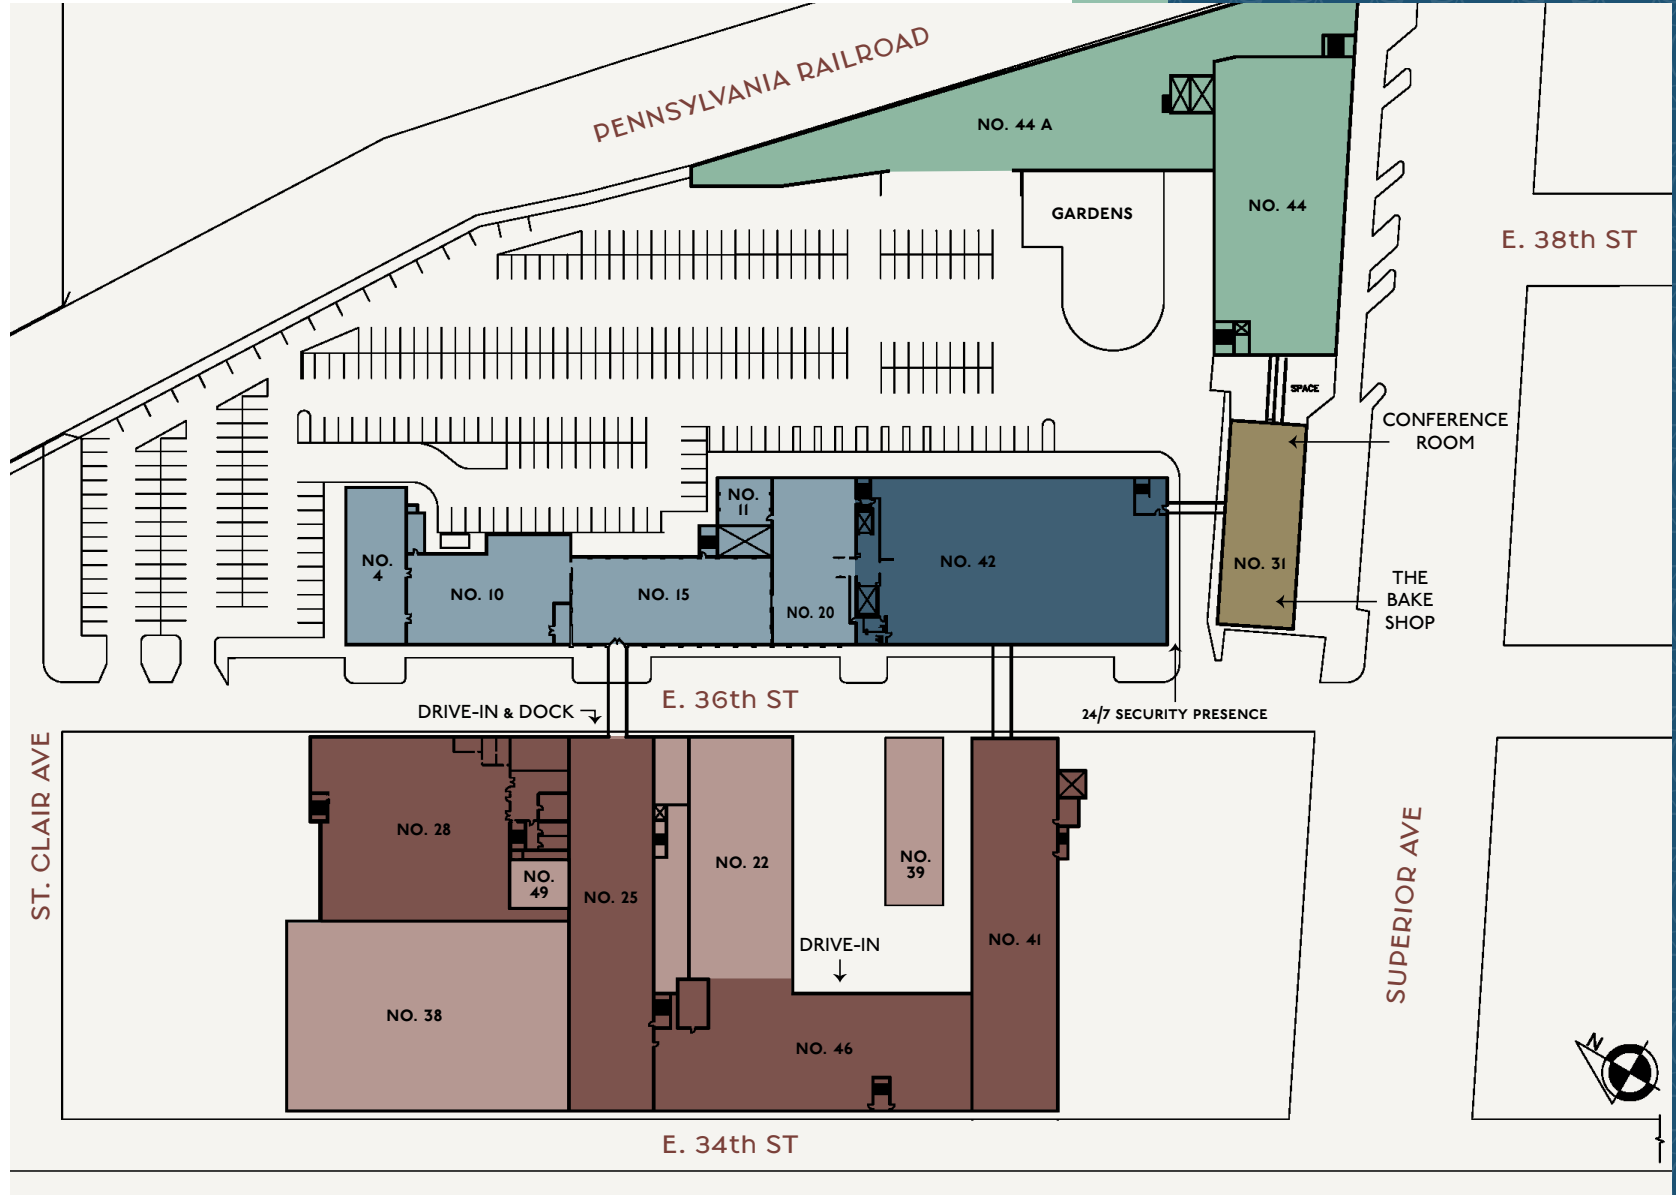 PENNSYLVANIA RAILROAD
NO. 44 A
NO. 44
GARDENS
E. 38th ST
SPACE
CONFERENCE
ROOM
NO.
11
NO.
4
NO. 10
NO. 15
NO. 20
NO. 42
NO. 31
THE
BAKE
SHOP
E. 36th ST
DRIVE-IN & DOCK
24/7 SECURITY PRESENCE
ST. CLAIR AVE
NO. 28
NO.
49
NO. 25
NO. 22
NO.
39
NO. 41
DRIVE-IN
SUPERIOR AVE
NO. 38
NO. 46
N
E. 34th ST